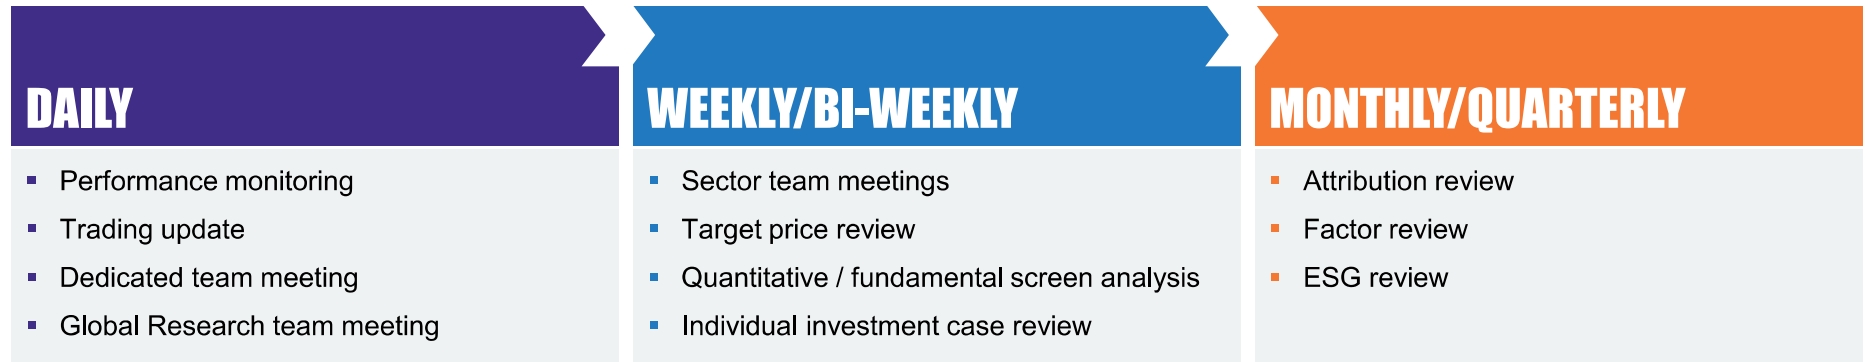 DAILY
▪ Performance monitoring
▪ Trading update
▪ Dedicated team meeting
▪ Global Research team meeting
WEEKLY/BI-WEEKLY
▪ Sector team meetings
▪ Target price review
▪ Quantitative / fundamental screen analysis
▪ Individual investment case review
MONTHLY/QUARTERLY
▪ Attribution review
▪ Factor review
▪ ESG review